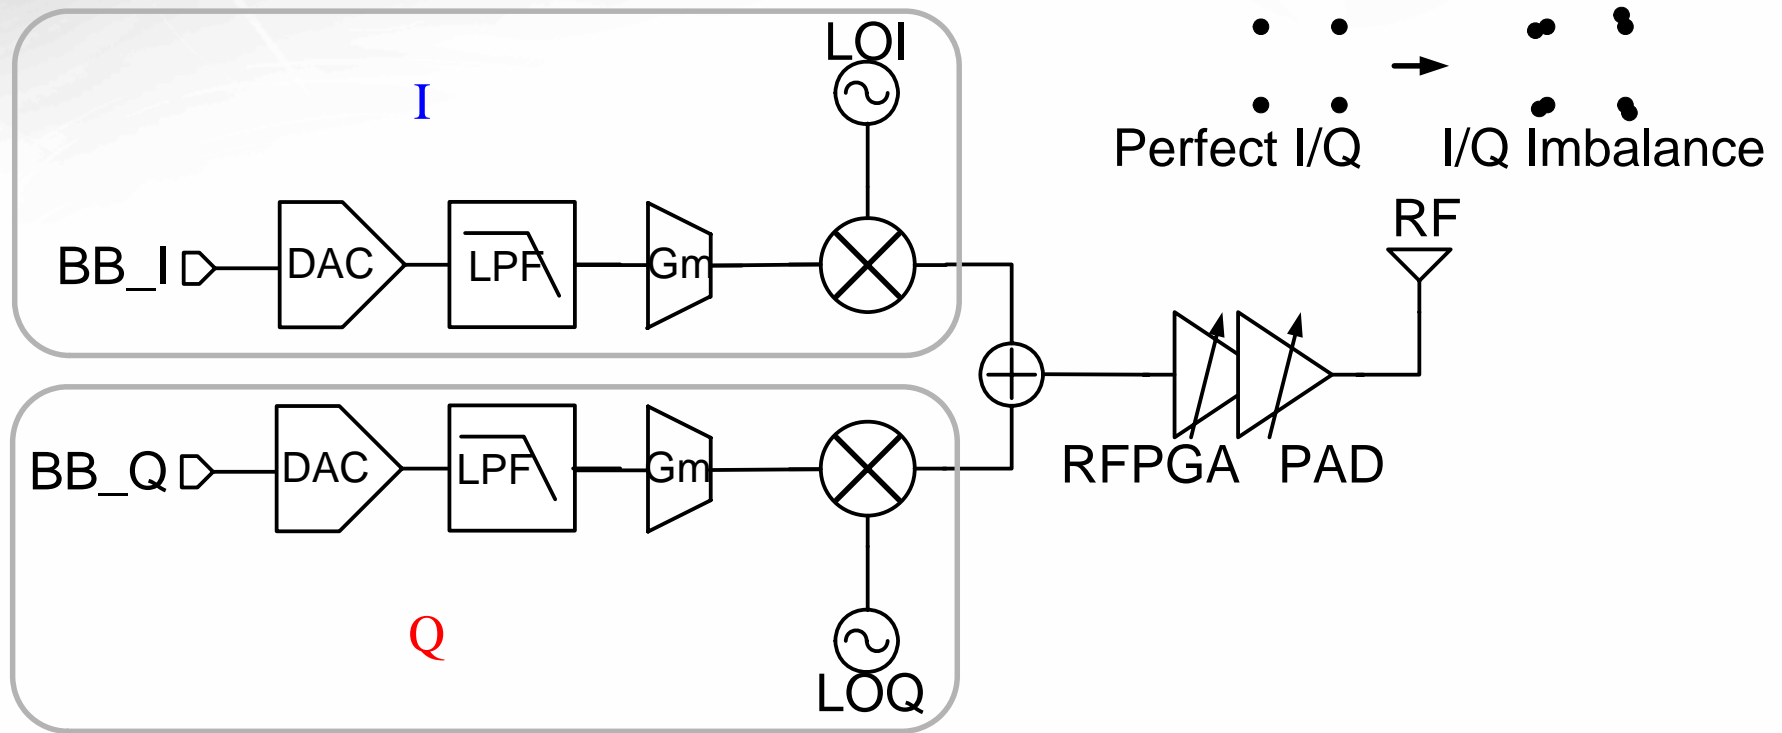 LOI
I
Perfect I/Q
I/Q Imbalance
RF
BB_I
DAC
LPF
Gm
RFPGA
PAD
BB_Q
DAC
LPF
Gm
Q
LOQ